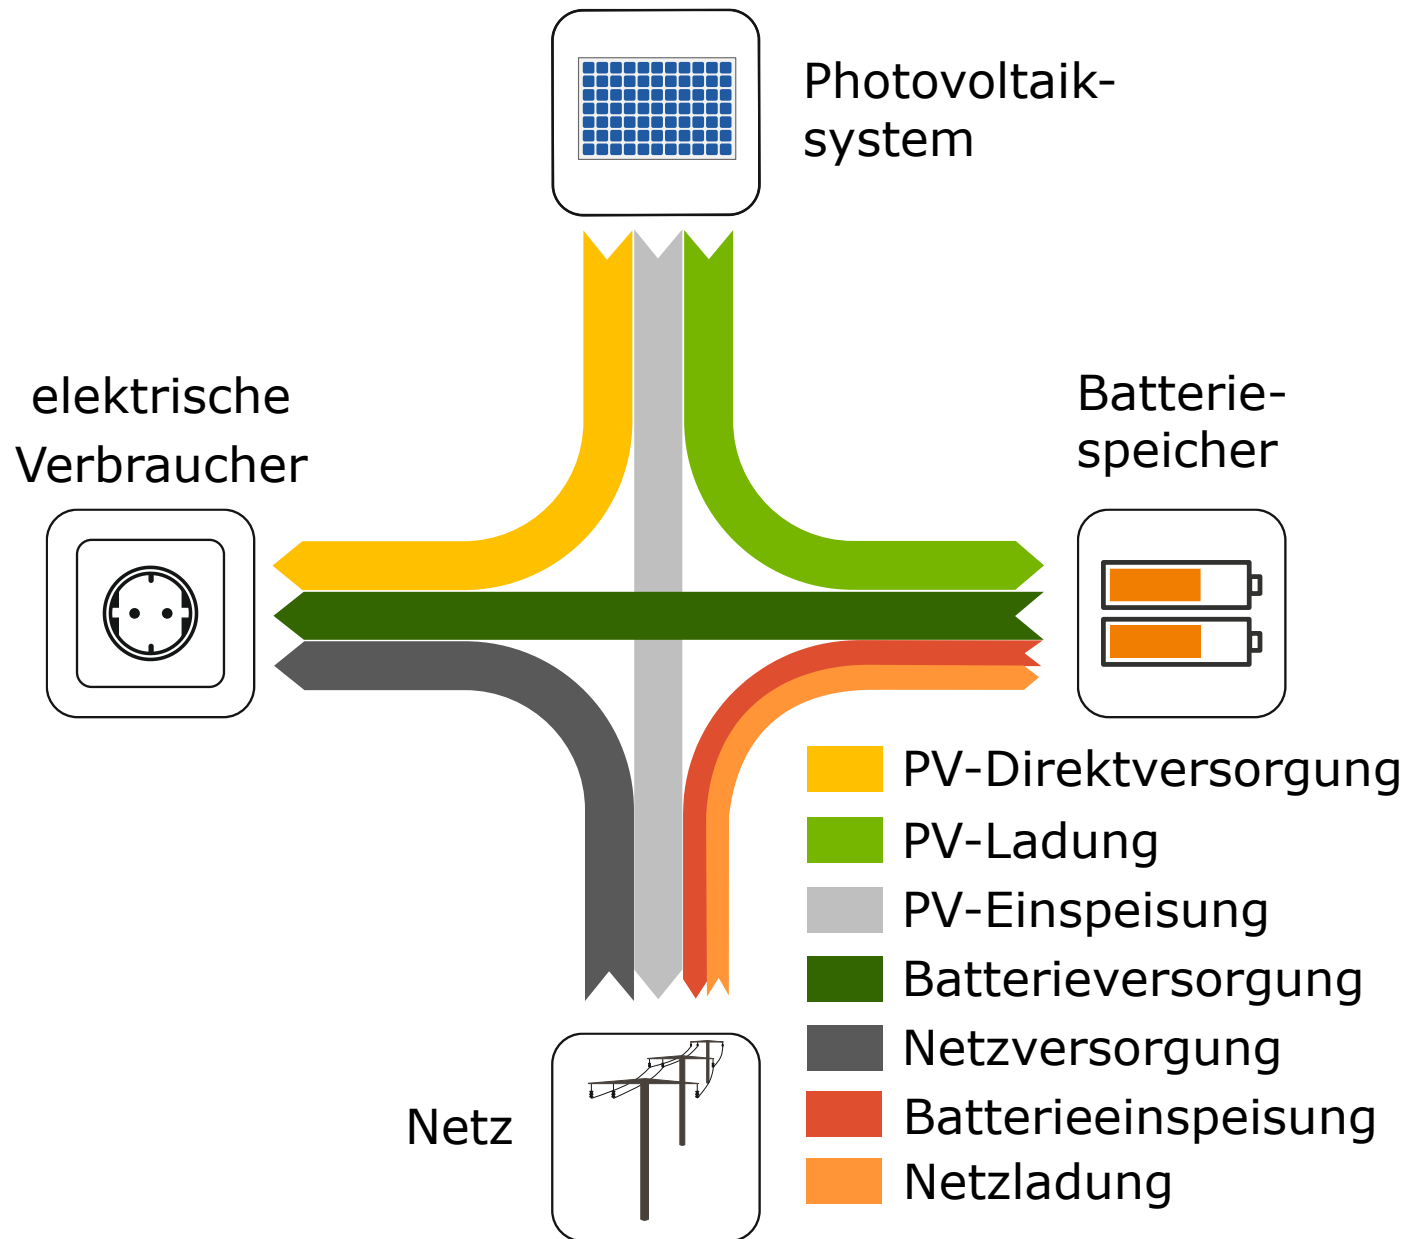 Photovoltaik-
system
elektrische
Verbraucher
Batterie-
speicher
PV-Direktversorgung
PV-Ladung
PV-Einspeisung
Batterieversorgung
Netzversorgung
Batterieeinspeisung
Netzladung
Netz